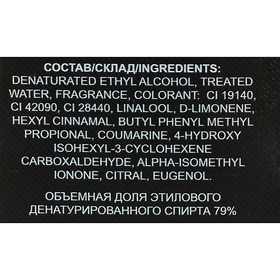 СОСТАВ/СКЛАД/INGREDIENTS:
DENATURATED ETHYL ALCOHOL, TREATED
WATER, FRAGRANCE, COLORANT: CI 19140,
CI 42090, CI 28440, LINALOOL, D-LIMONENE,
HEXYL CINNAMAL, BUTYL PHENYL METHYL
PROPIONAL, COUMARINE, 4-HYDROXY
ISOHEXYL-3-CYCLOHEXENE
CARBOXALDEHYDE, ALPHA-ISOMETHYL
IONONE, CITRAL, EUGENOL.
ОБЪЕМНАЯ ДОЛЯ ЭТИЛОВОГО
ДЕНАТУРИРОВАННОГО СПИРТА 79%